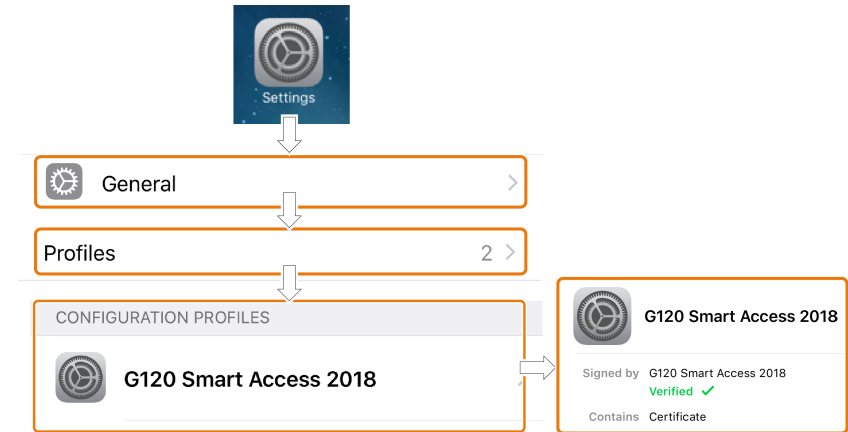 Settings
General
Profiles 2
CONFIGURATION PROFILES
G120 Smart Access 2018
G120 Smart Access 2018
Signed by G120 Smart Access 2018
Verified
Contains Certificate